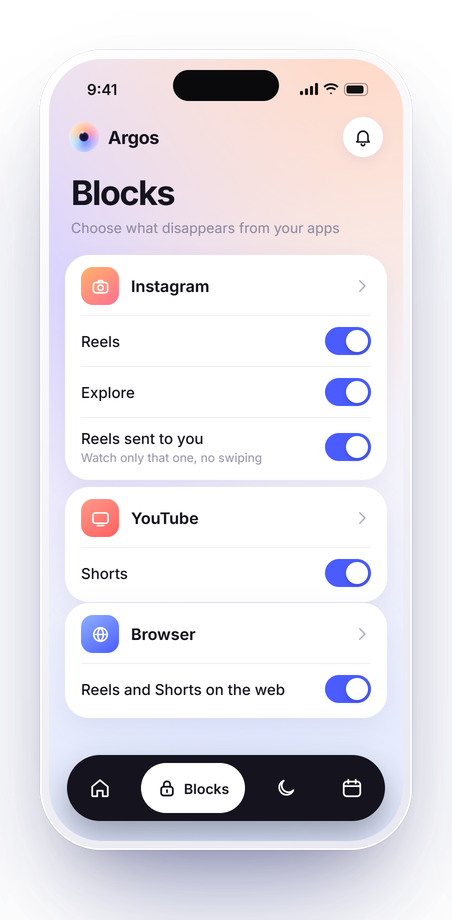 9:41
Argos
Blocks
Choose what disappears from your apps
Instagram
Reels
Explore
Reels sent to you
Watch only that one, no swiping
YouTube
Shorts
Browser
Reels and Shorts on the web
Blocks